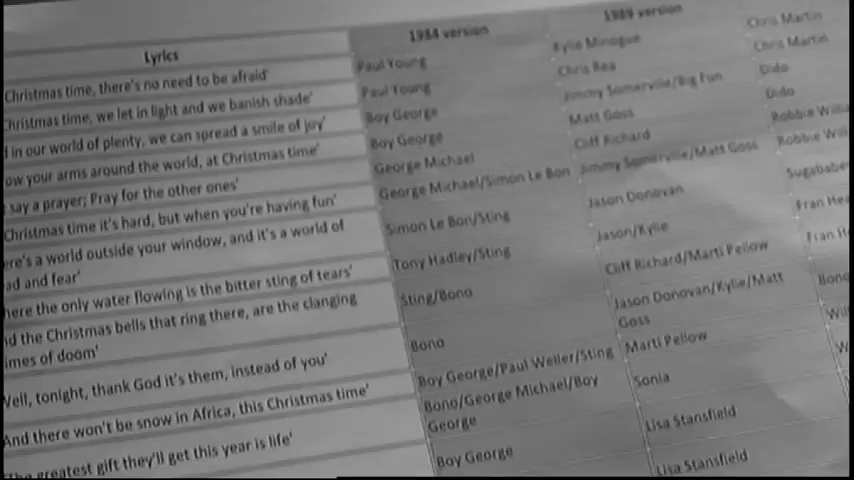 Lyrics 1984 version 1989 version
Christmas time, there's no need to be afraid' Paul Young Kylie Minogue Chris Martin
Christmas time, we let in light and we banish shade' Paul Young Chris Rea Chris Martin
d in our world of plenty, we can spread a smile of joy' Boy George Jimmy Somerville/Big Fun Dido
ow your arms around the world, at Christmas time' Boy George Matt Goss Dido
say a prayer; Pray for the other ones' George Michael Cliff Richard Robbie Willia
Christmas time it's hard, but when you're having fun' George Michael/Simon Le Bon Jimmy Somerville/Matt Goss Robbie Wil
ere's a world outside your window, and it's a world of Simon Le Bon/Sting Jason Donovan Sugababe
ad and fear'
here the only water flowing is the bitter sting of tears' Tony Hadley/Sting Jason/Kylie Fran Hea
nd the Christmas bells that ring there, are the clanging Sting/Bono Cliff Richard/Marti Pellow Fran H
imes of doom'
Well, tonight, thank God it's them, instead of you' Bono Jason Donovan/Kylie/Matt Bono
Goss
And there won't be snow in Africa, this Christmas time' Boy George/Paul Weller/Sting Marti Pellow Wil
'The greatest gift they'll get this year is life' Bono/George Michael/Boy Sonia W
George
Boy George Lisa Stansfield
Lisa Stansfield